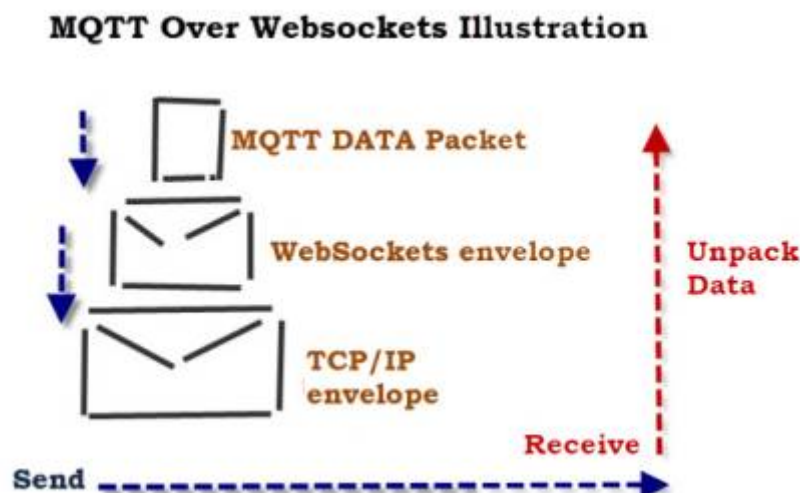 MQTT Over Websockets Illustration
MQTT DATA Packet
WebSockets envelope
Unpack
Data
TCP/IP
envelope
Receive
Send